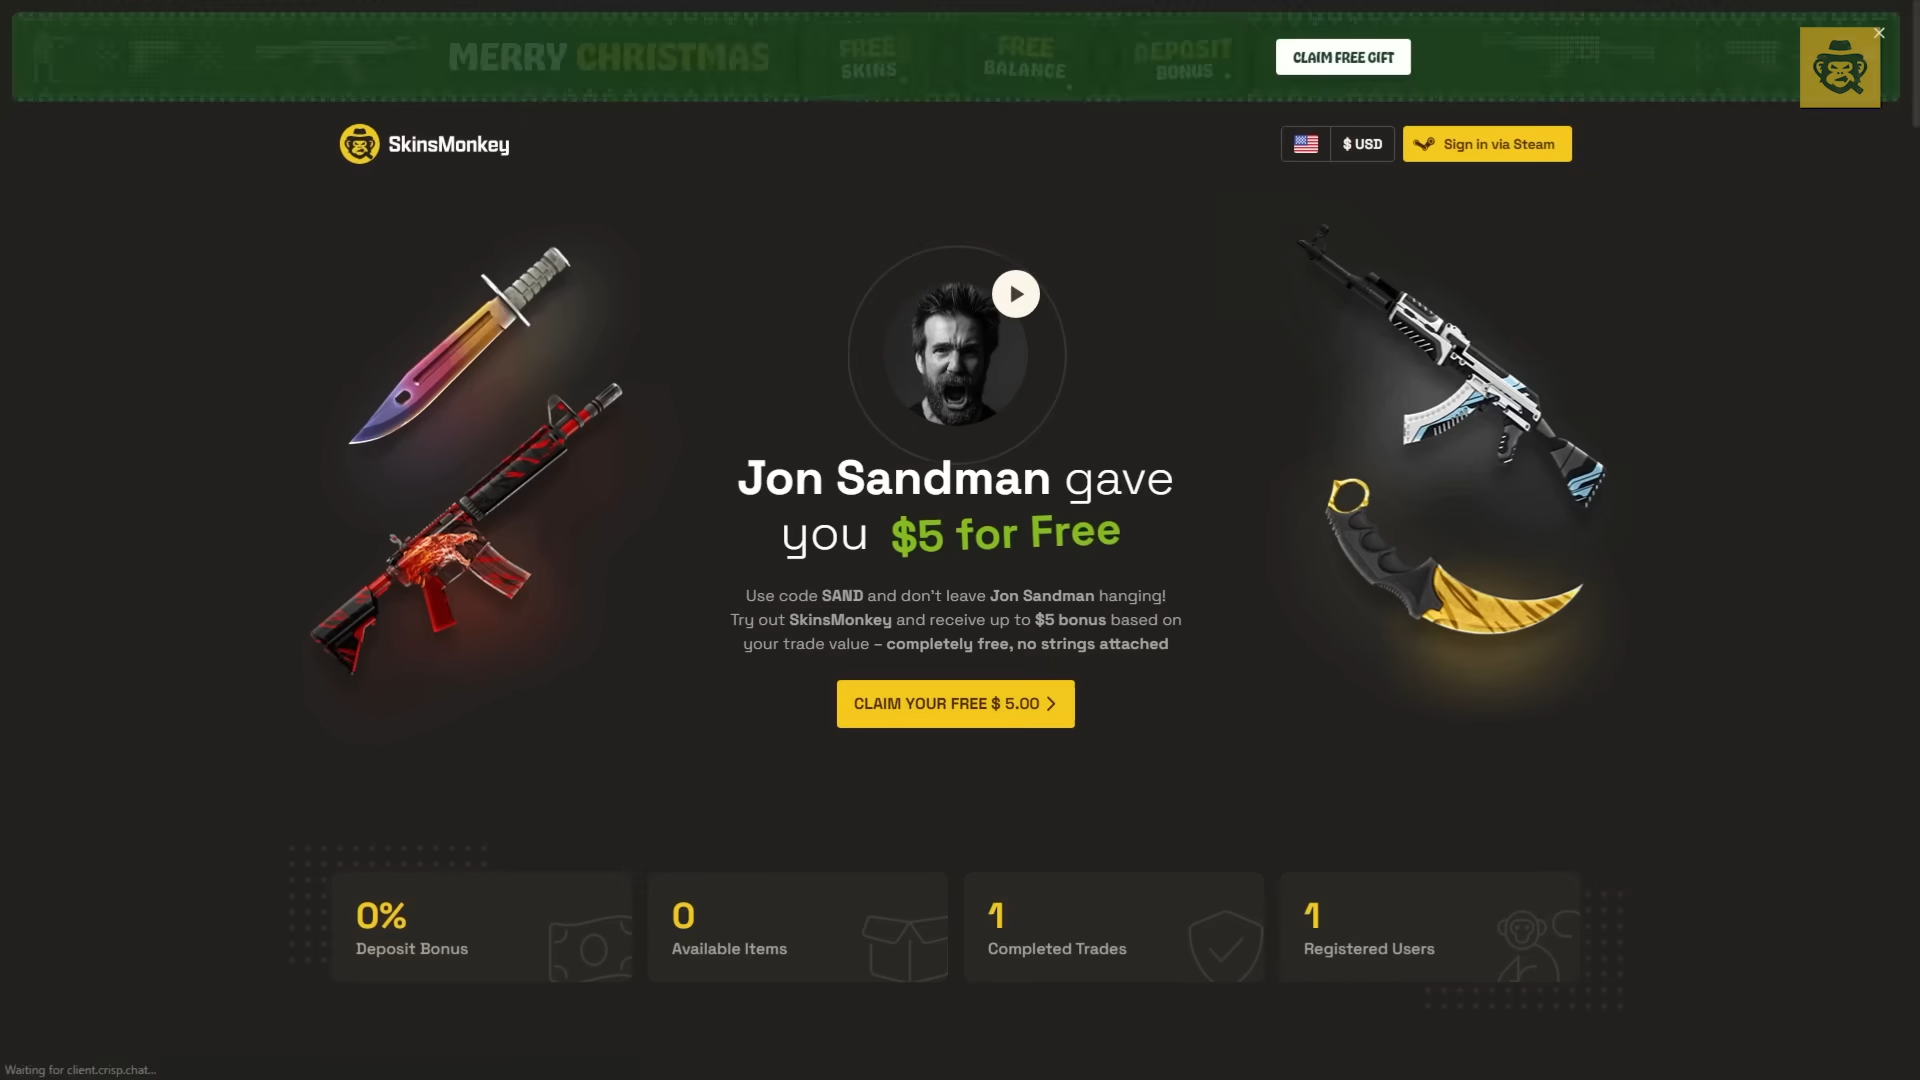 MERRY CHRISTMAS
FREE
SKINS
FREE
BALANCE
DEPOSIT
BONUS
CLAIM FREE GIFT
SkinsMonkey
$ USD
Sign in via Steam
Jon Sandman gave
you $5 for Free
Use code SAND and don't leave Jon Sandman hanging!
Try out SkinsMonkey and receive up to $5 bonus based on
your trade value – completely free, no strings attached
CLAIM YOUR FREE $ 5.00
0%
Deposit Bonus
0
Available Items
1
Completed Trades
1
Registered Users
Waiting for client.crisp.chat...